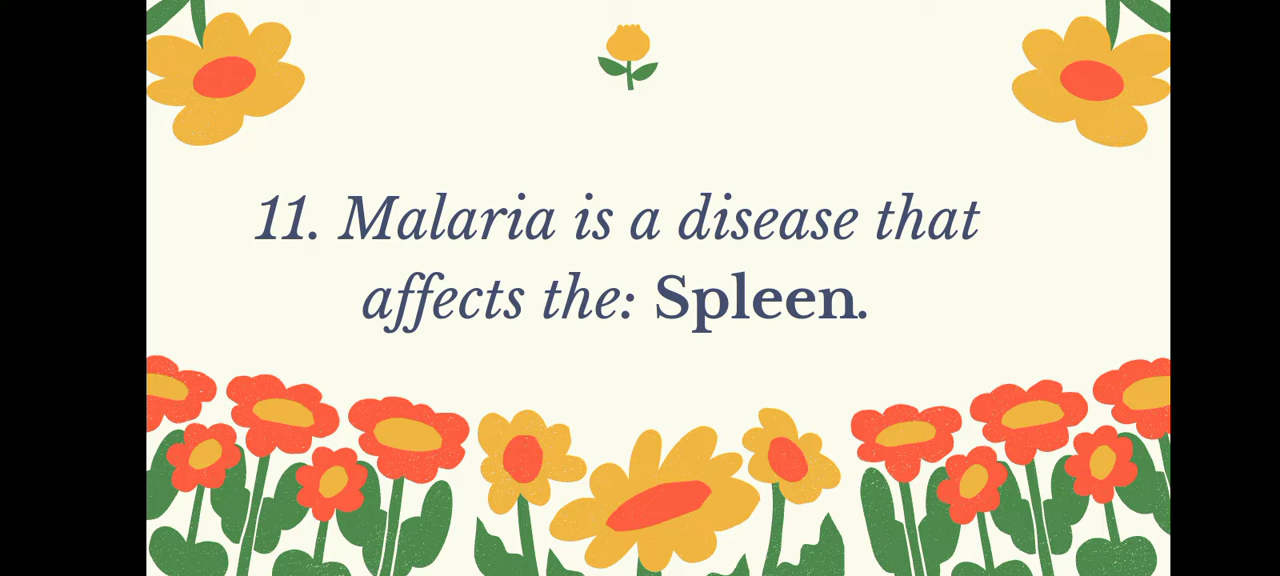 11. Malaria is a disease that
affects the: Spleen.